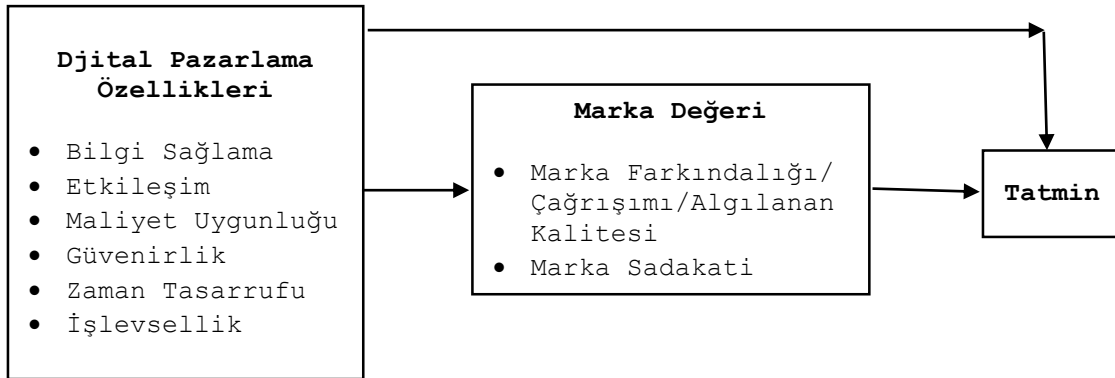 Djital Pazarlama
Özellikleri
• Bilgi Sağlama
• Etkileşim
• Maliyet Uygunluğu
• Güvenirlik
• Zaman Tasarrufu
• İşlevsellik
Marka Değeri
• Marka Farkındalığı/
Çağrışımı/Algılanan
Kalitesi
• Marka Sadakati
Tatmin